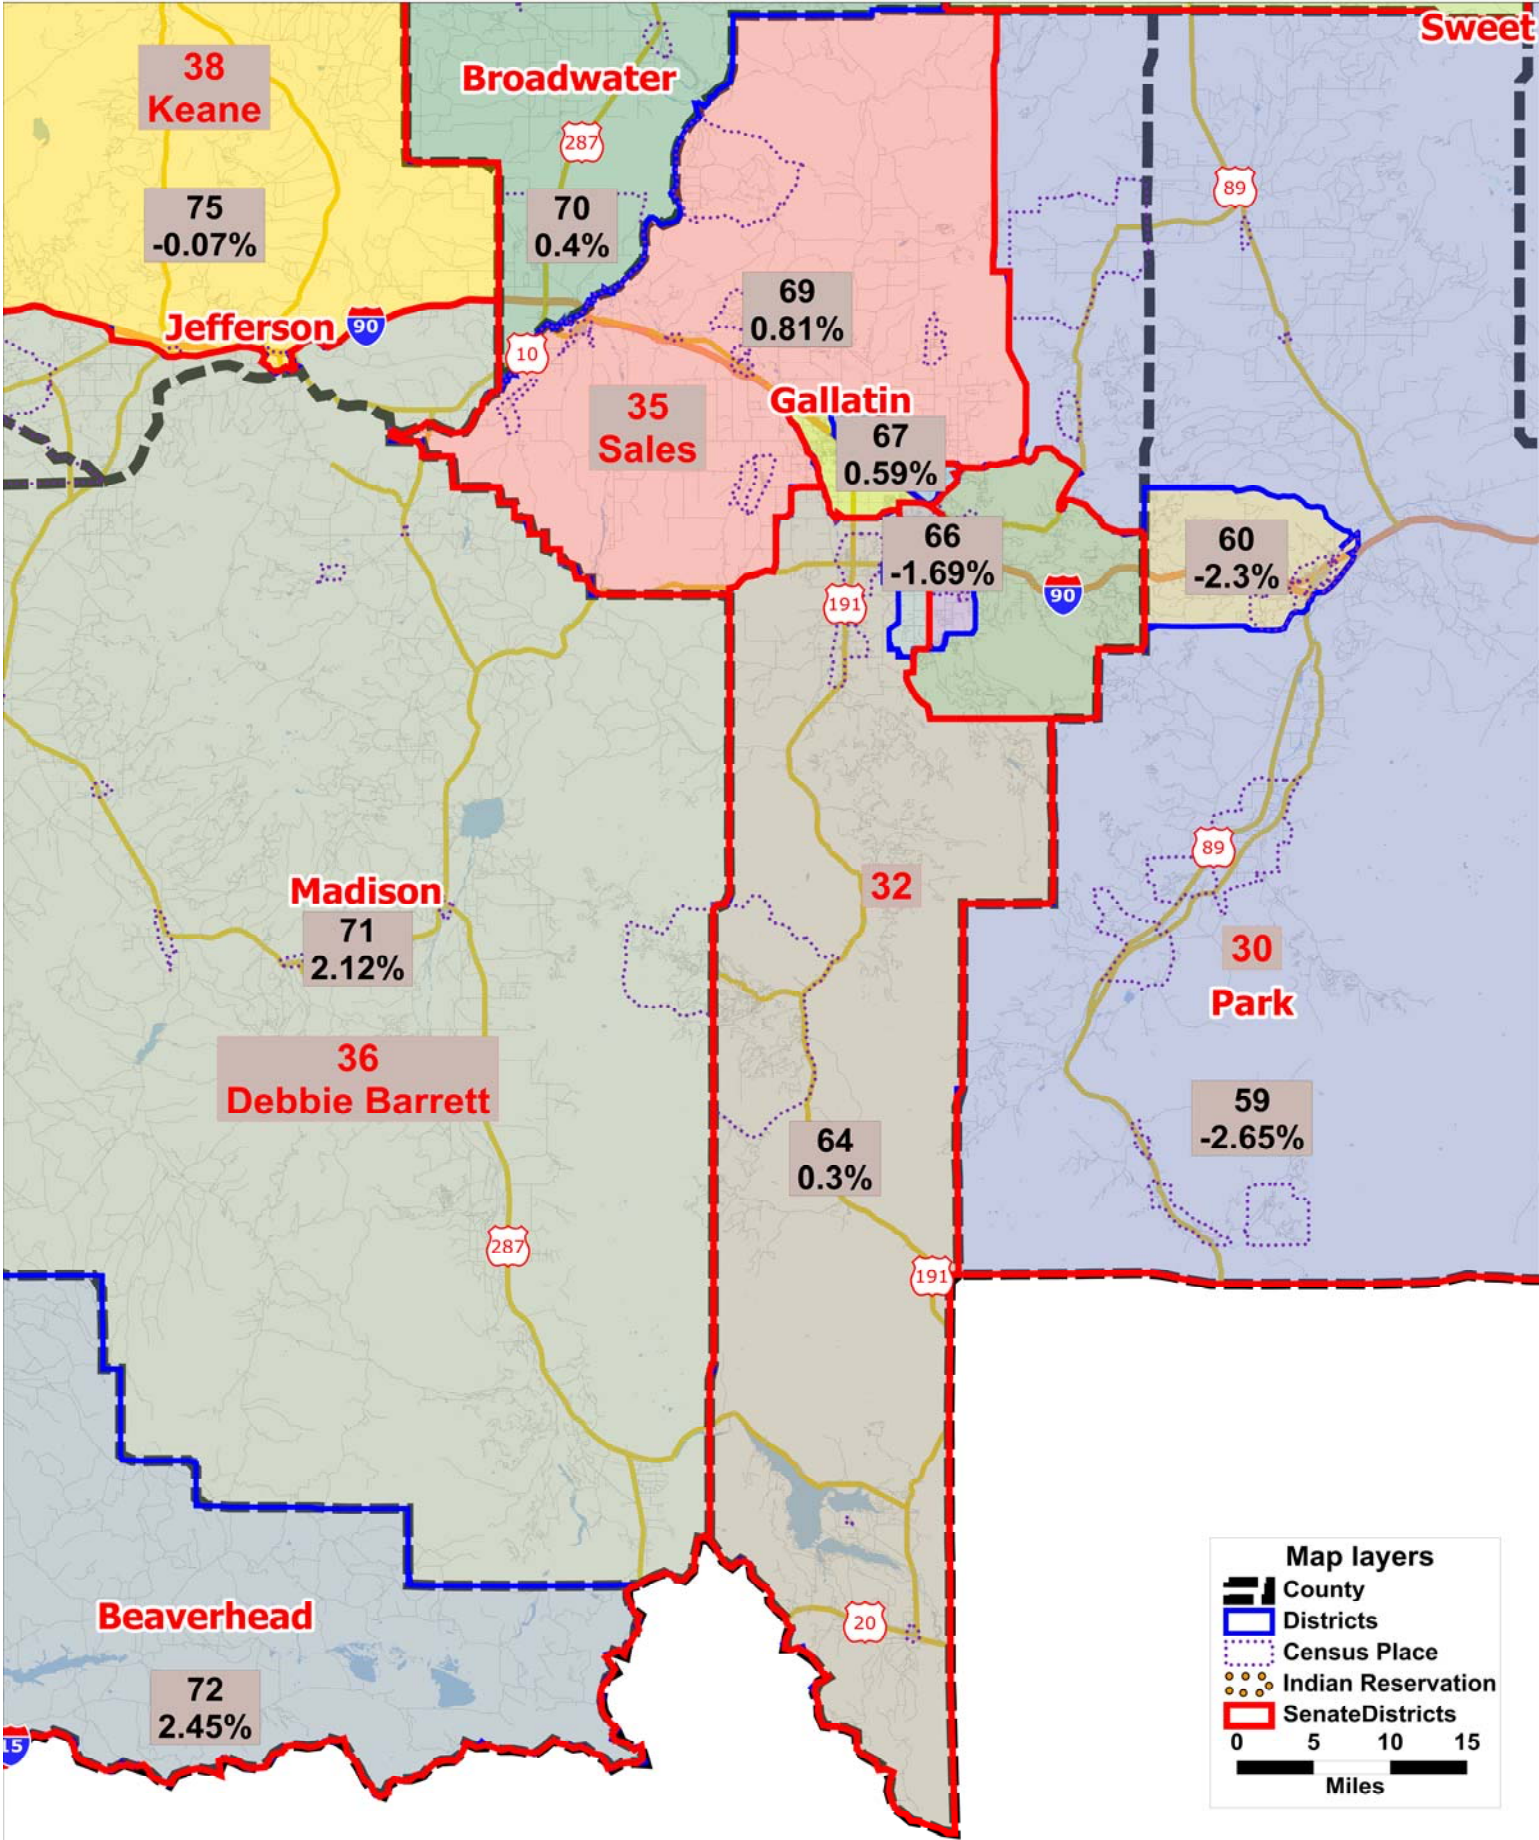 Sweet
38
Keane
Broadwater
287
89
75
-0.07%
70
0.4%
69
0.81%
Jefferson
90
10
35
Sales
Gallatin
67
0.59%
66
-1.69%
60
-2.3%
191
90
89
32
Madison
71
2.12%
30
Park
36
Debbie Barrett
59
-2.65%
64
0.3%
287
191
Beaverhead
20
72
2.45%
15
Map layers
County
Districts
Census Place
Indian Reservation
SenateDistricts
0 5 10 15
Miles